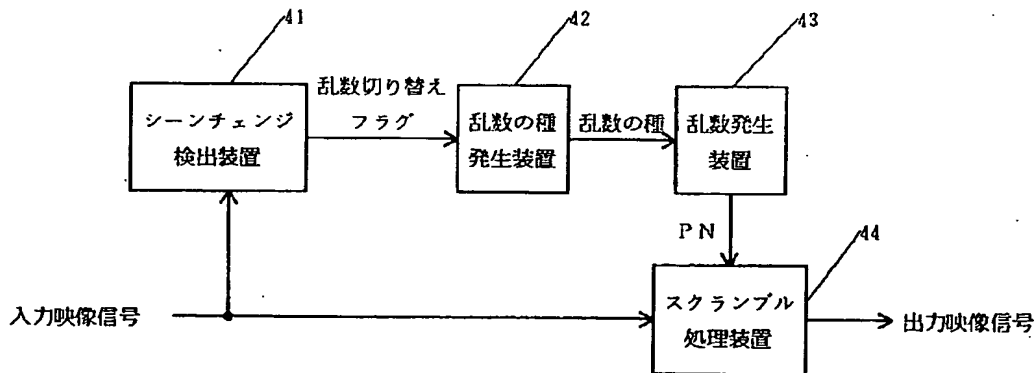 41
42
43
シーンチェンジ
検出装置
乱数切り替え
フラグ
乱数の種
発生装置
乱数の種
乱数発生
装置
PN
44
入力映像信号
スクランブル
処理装置
出力映像信号